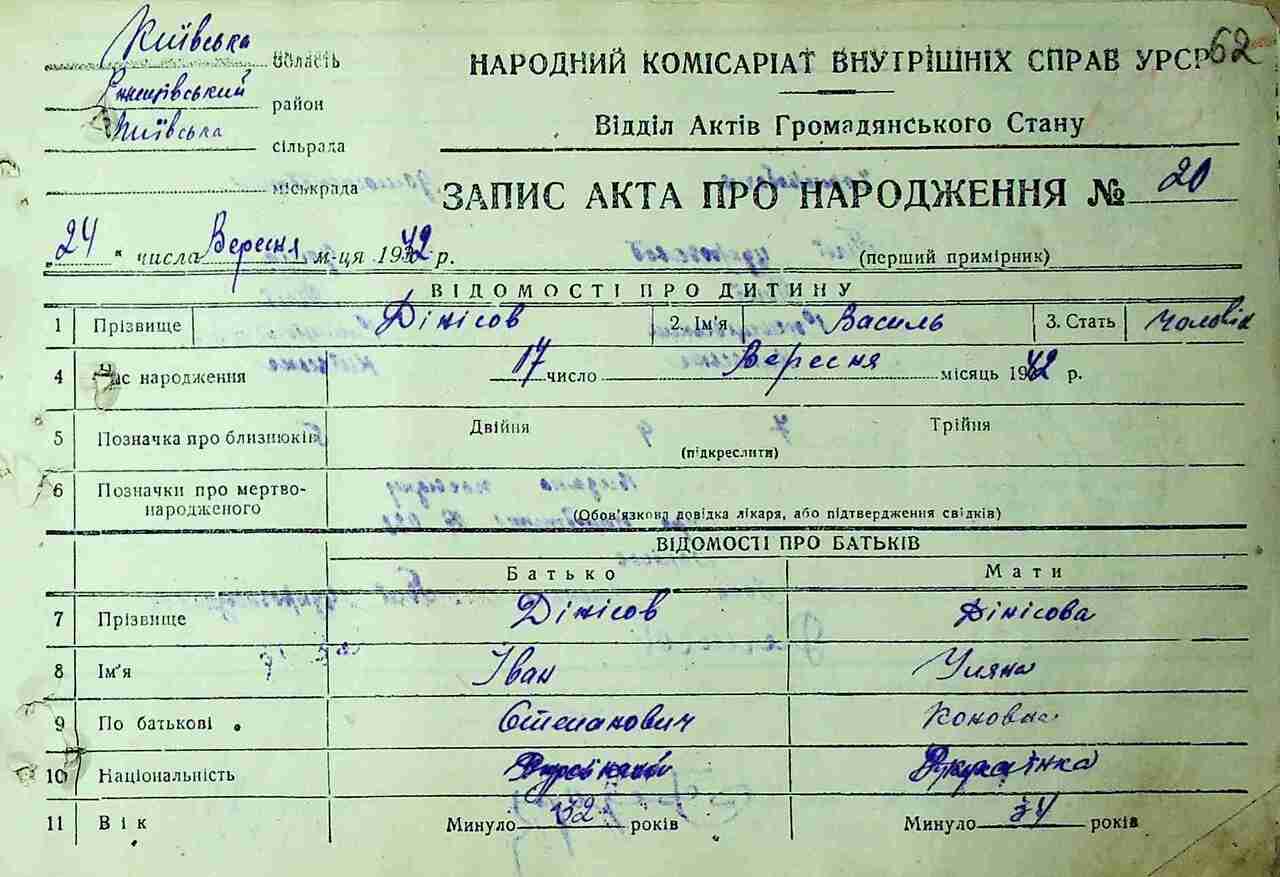 Київська область
Ржищівський район
Київська сільрада
міськрада
НАРОДНИЙ КОМІСАРІАТ ВНУТРІШНІХ СПРАВ УРСР 62
Відділ Актів Громадянського Стану
ЗАПИС АКТА ПРО НАРОДЖЕННЯ № 20
24 " числа Вересня м-ця 1942 р.
(перший примірник)
ВІДОМОСТІ ПРО ДИТИНУ
1 Прізвище Дінісов 2. Ім'я Василь 3. Стать Чоловік
4 Час народження 17 число Вересня місяць 1942 р.
5 Позначка про близнюків Двійня Трійня
(підкреслити)
6 Позначки про мертво-
народженого
(Обов'язкова довідка лікаря, або підтвердження свідків)
ВІДОМОСТІ ПРО БАТЬКІВ
Батько Мати
7 Прізвище Дінісов Дінісова
8 Ім'я Іван Уляна
9 По батькові Степанович
10 Національність
11 Вік Минуло 32 років Минуло 34 років